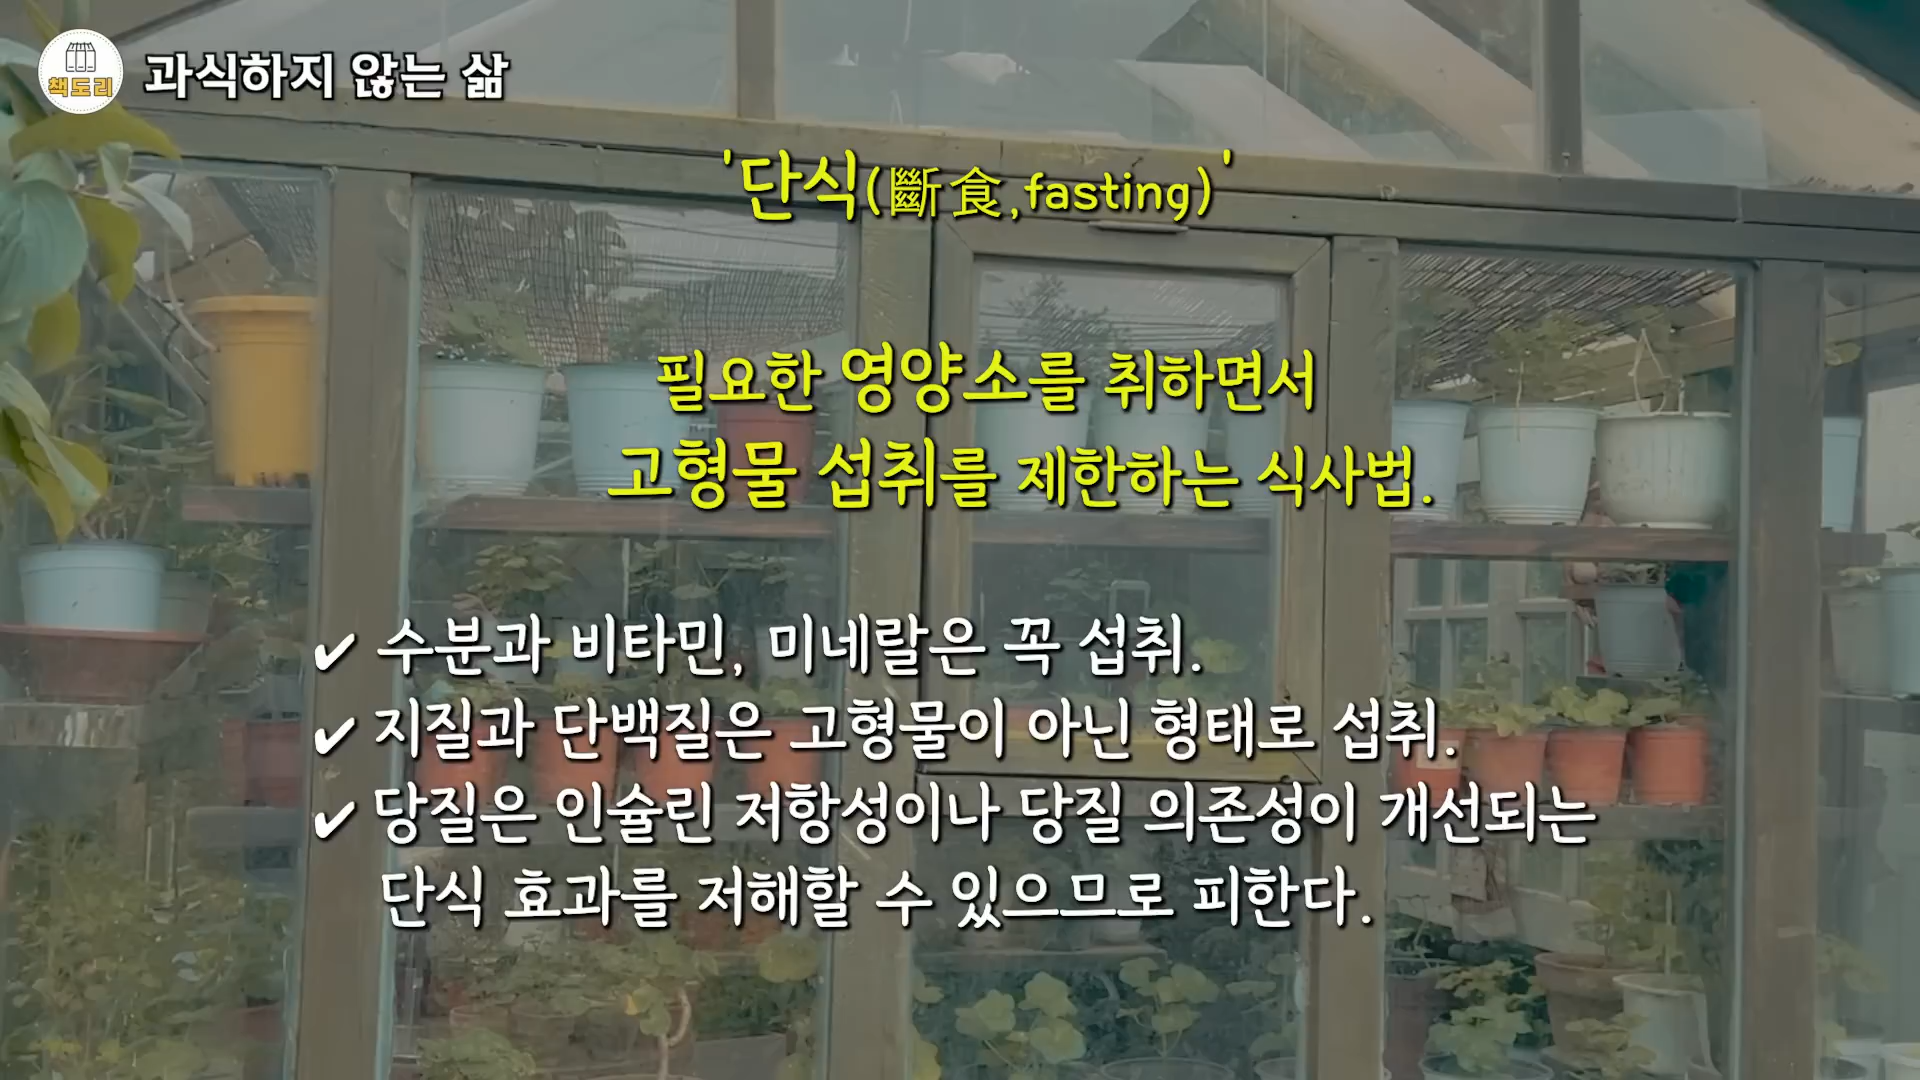 책도리
과식하지 않는 삶
'단식(斷食,fasting)'
필요한 영양소를 취하면서
고형물 섭취를 제한하는 식사법.
✔ 수분과 비타민, 미네랄은 꼭 섭취.
✔ 지질과 단백질은 고형물이 아닌 형태로 섭취.
✔ 당질은 인슐린 저항성이나 당질 의존성이 개선되는
단식 효과를 저해할 수 있으므로 피한다.